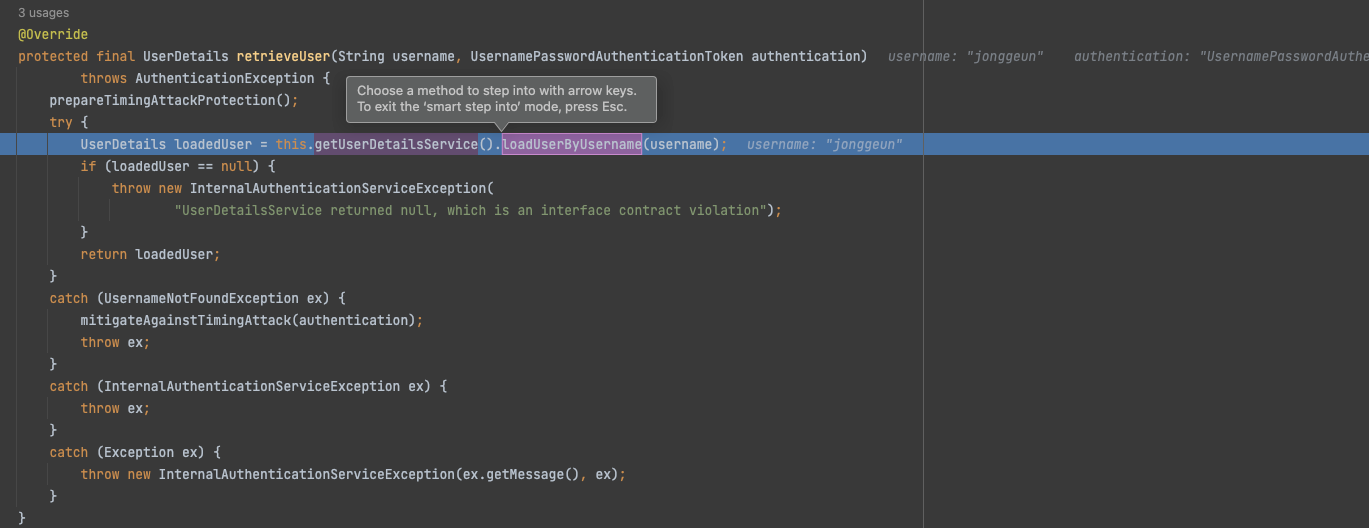 3 usages
@Override
protected final UserDetails retrieveUser(String username, UsernamePasswordAuthenticationToken authentication)   username: "jonggeun"   authentication: "UsernamePasswordAuthe
        throws AuthenticationException {
Choose a method to step into with arrow keys.
To exit the ‘smart step into’ mode, press Esc.
    prepareTimingAttackProtection();
    try {
        UserDetails loadedUser = this.getUserDetailsService().loadUserByUsername(username);   username: "jonggeun"
        if (loadedUser == null) {
            throw new InternalAuthenticationServiceException(
                    "UserDetailsService returned null, which is an interface contract violation");
        }
        return loadedUser;
    }
    catch (UsernameNotFoundException ex) {
        mitigateAgainstTimingAttack(authentication);
        throw ex;
    }
    catch (InternalAuthenticationServiceException ex) {
        throw ex;
    }
    catch (Exception ex) {
        throw new InternalAuthenticationServiceException(ex.getMessage(), ex);
    }
}